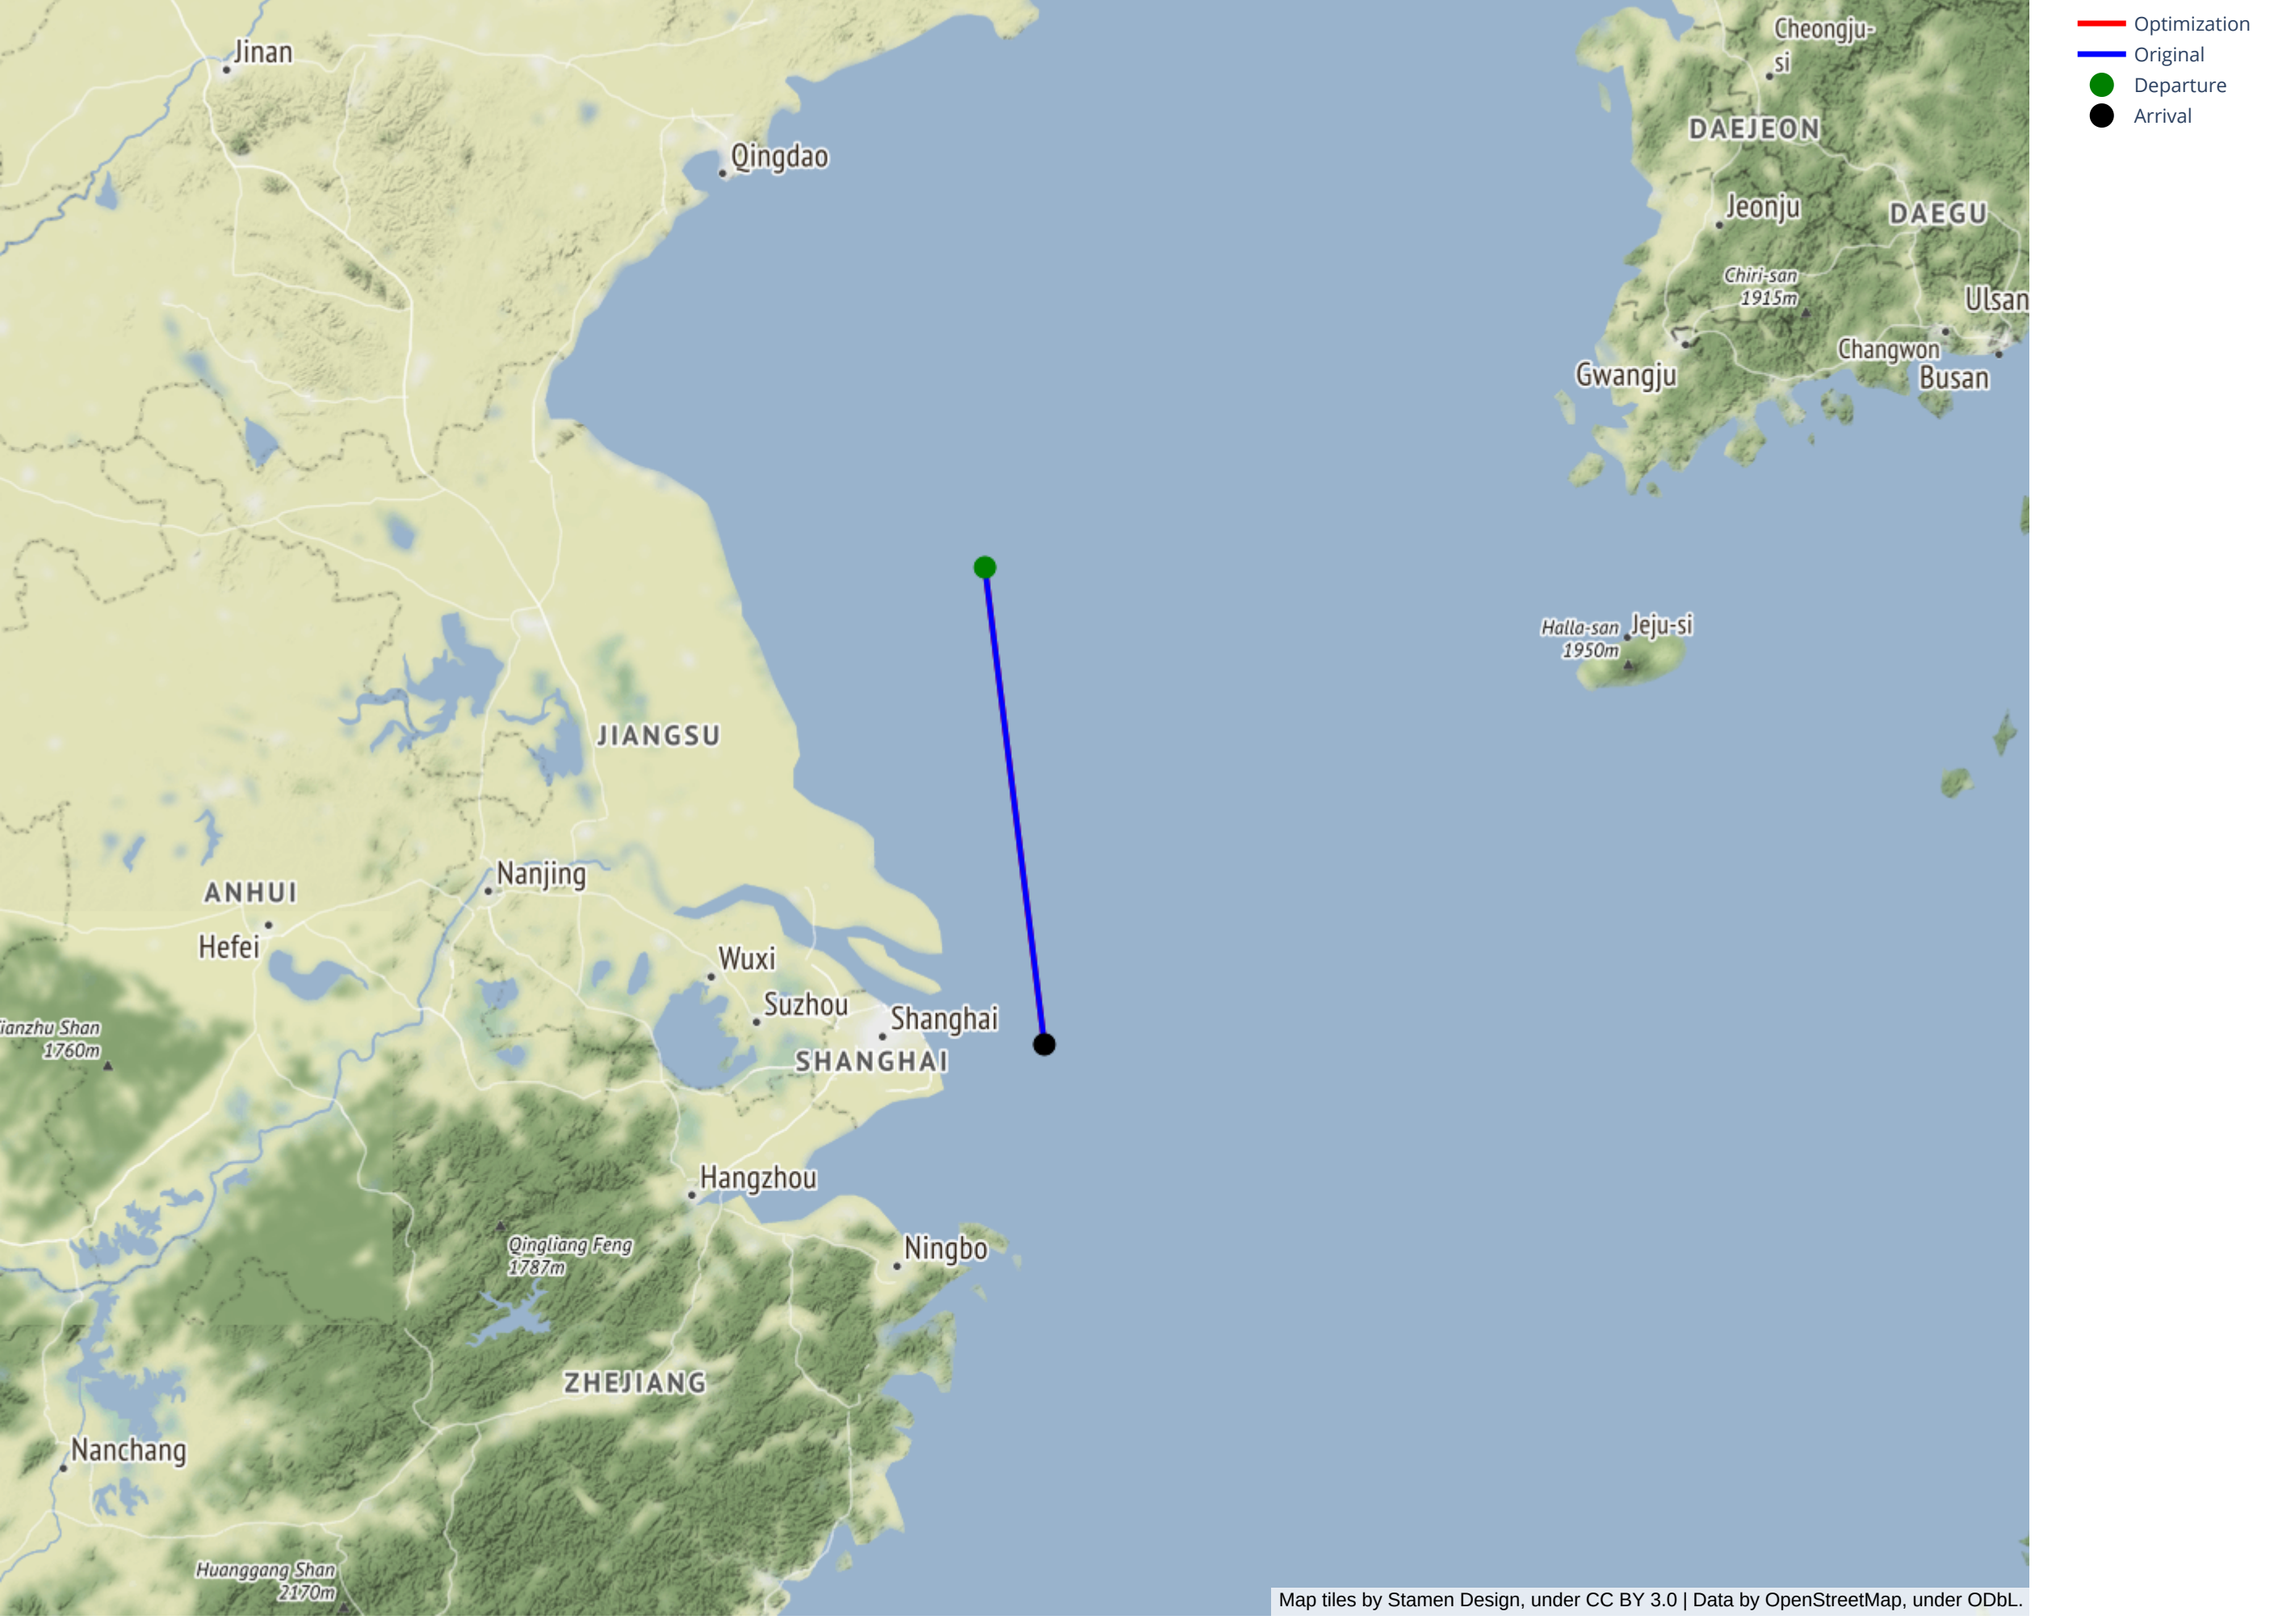 Jinan
Qingdao
Cheongju-
si
DAEJEON
Jeonju
DAEGU
Chiri-san
1915m
Ulsan
Changwon
Busan
Gwangju
Halla-san
1950m
Jeju-si
JIANGSU
Nanjing
ANHUI
Hefei
Wuxi
Suzhou
Shanghai
SHANGHAI
ianzhu Shan
1760m
Hangzhou
Ningbo
Qingliang Feng
1787m
ZHEJIANG
Nanchang
Huanggang Shan
2170m
Optimization
Original
Departure
Arrival
Map tiles by Stamen Design, under CC BY 3.0 | Data by OpenStreetMap, under ODbL.